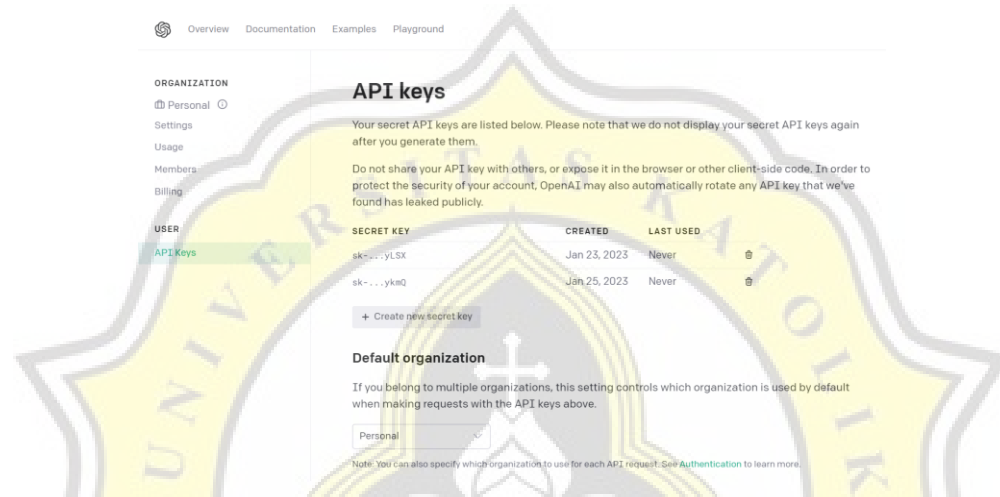 Overview Documentation Examples Playground
ORGANIZATION
Personal
Settings
Usage
Members
Billing
USER
API Keys
API keys
Your secret API keys are listed below. Please note that we do not display your secret API keys again
after you generate them.
Do not share your API key with others, or expose it in the browser or other client-side code. In order to
protect the security of your account, OpenAI may also automatically rotate any API key that we've
found has leaked publicly.
SECRET KEY CREATED LAST USED
sk-...yLSX Jan 23, 2023 Never
sk-...ykmQ Jan 25, 2023 Never
+ Create new secret key
Default organization
If you belong to multiple organizations, this setting controls which organization is used by default
when making requests with the API keys above.
Personal
Note: You can also specify which organization to use for each API request. See Authentication to learn more.
UNIVERSITAS KATOLIK